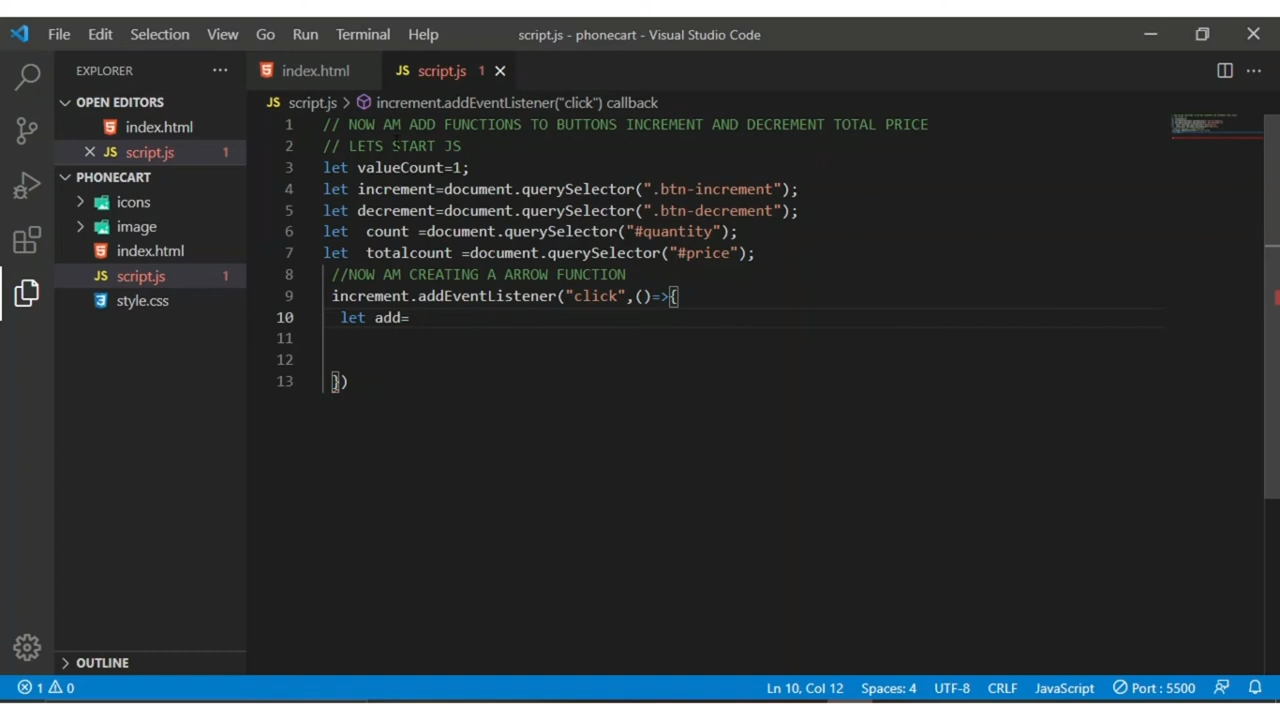 File Edit Selection View Go Run Terminal Help script.js - phonecart - Visual Studio Code
EXPLORER ··· index.html JS script.js 1
OPEN EDITORS
index.html
JS script.js 1
PHONECART
icons
image
index.html
JS script.js 1
style.css
OUTLINE
JS script.js > increment.addEventListener("click") callback
1 // NOW AM ADD FUNCTIONS TO BUTTONS INCREMENT AND DECREMENT TOTAL PRICE
2 // LETS START JS
3 let valueCount=1;
4 let increment=document.querySelector(".btn-increment");
5 let decrement=document.querySelector(".btn-decrement");
6 let  count =document.querySelector("#quantity");
7 let  totalcount =document.querySelector("#price");
8 //NOW AM CREATING A ARROW FUNCTION
9 increment.addEventListener("click",()=>{
10 let add=
11
12
13 })
1 0 Ln 10, Col 12 Spaces: 4 UTF-8 CRLF JavaScript Port : 5500